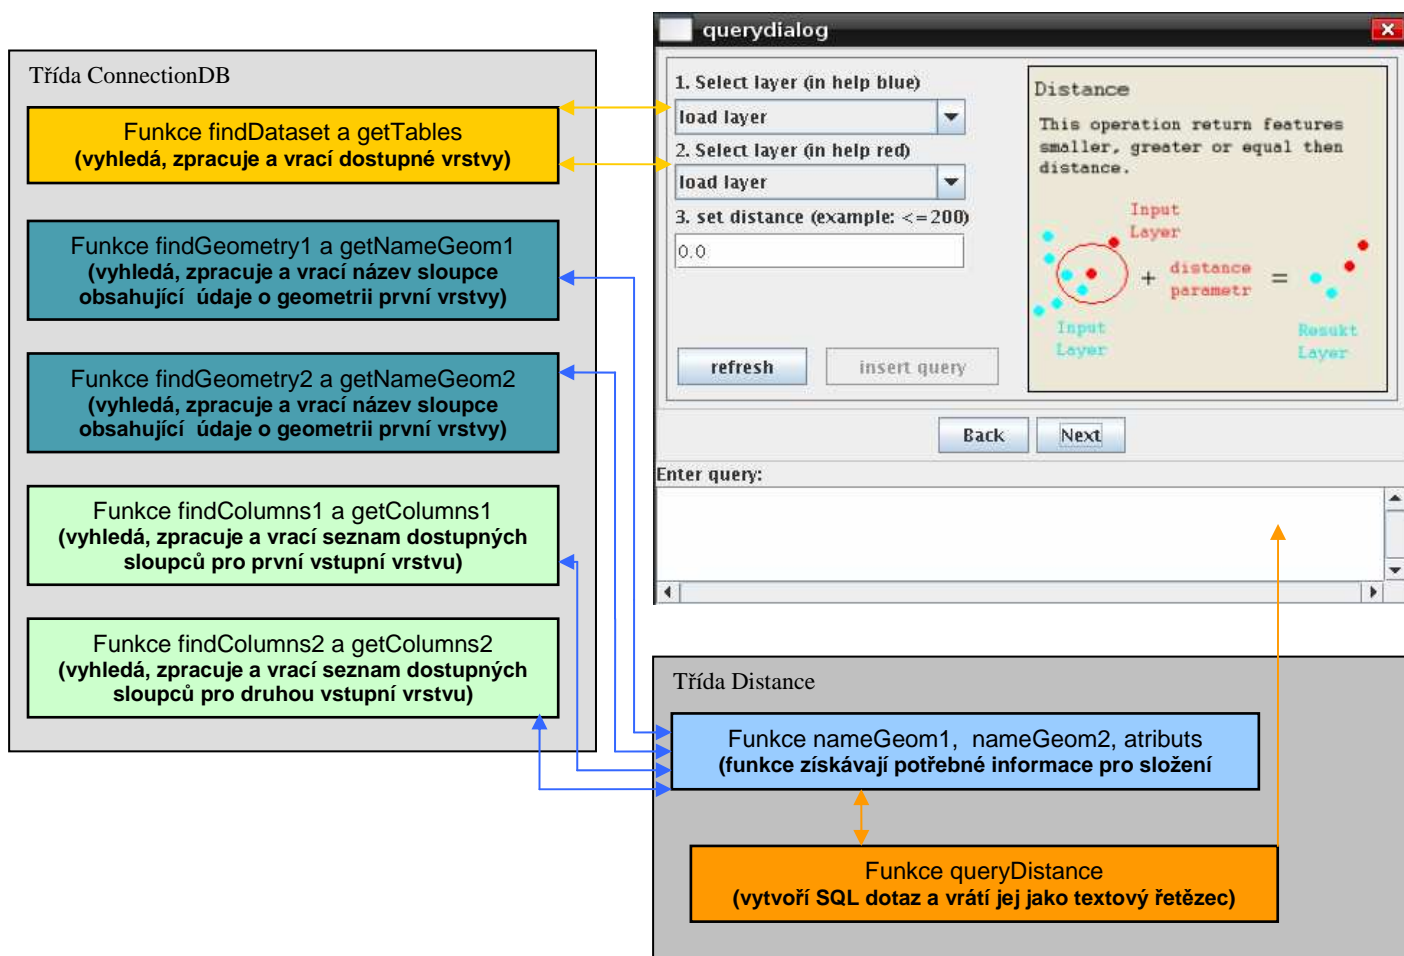 Třída ConnectionDB
Funkce findDataset a getTables
(vyhledá, zpracuje a vrací dostupné vrstvy)
Funkce findGeometry1 a getNameGeom1
(vyhledá, zpracuje a vrací název sloupce
obsahující údaje o geometrii první vrstvy)
Funkce findGeometry2 a getNameGeom2
(vyhledá, zpracuje a vrací název sloupce
obsahující údaje o geometrii první vrstvy)
Funkce findColumns1 a getColumns1
(vyhledá, zpracuje a vrací seznam dostupných
sloupců pro první vstupní vrstvu)
Funkce findColumns2 a getColumns2
(vyhledá, zpracuje a vrací seznam dostupných
sloupců pro druhou vstupní vrstvu)
querydialog
1. Select layer (in help blue)
load layer
2. Select layer (in help red)
load layer
3. set distance (example: <=200)
0.0
refresh
insert query
Distance
This operation return features
smaller, greater or equal then
distance.
Input
Layer
+
distance
parametr
=
Input
Layer
Resukt
Layer
Back
Next
Enter query:
Třída Distance
Funkce nameGeom1, nameGeom2, atributs
(funkce získávají potřebné informace pro složení
Funkce queryDistance
(vytvoří SQL dotaz a vrátí jej jako textový řetězec)